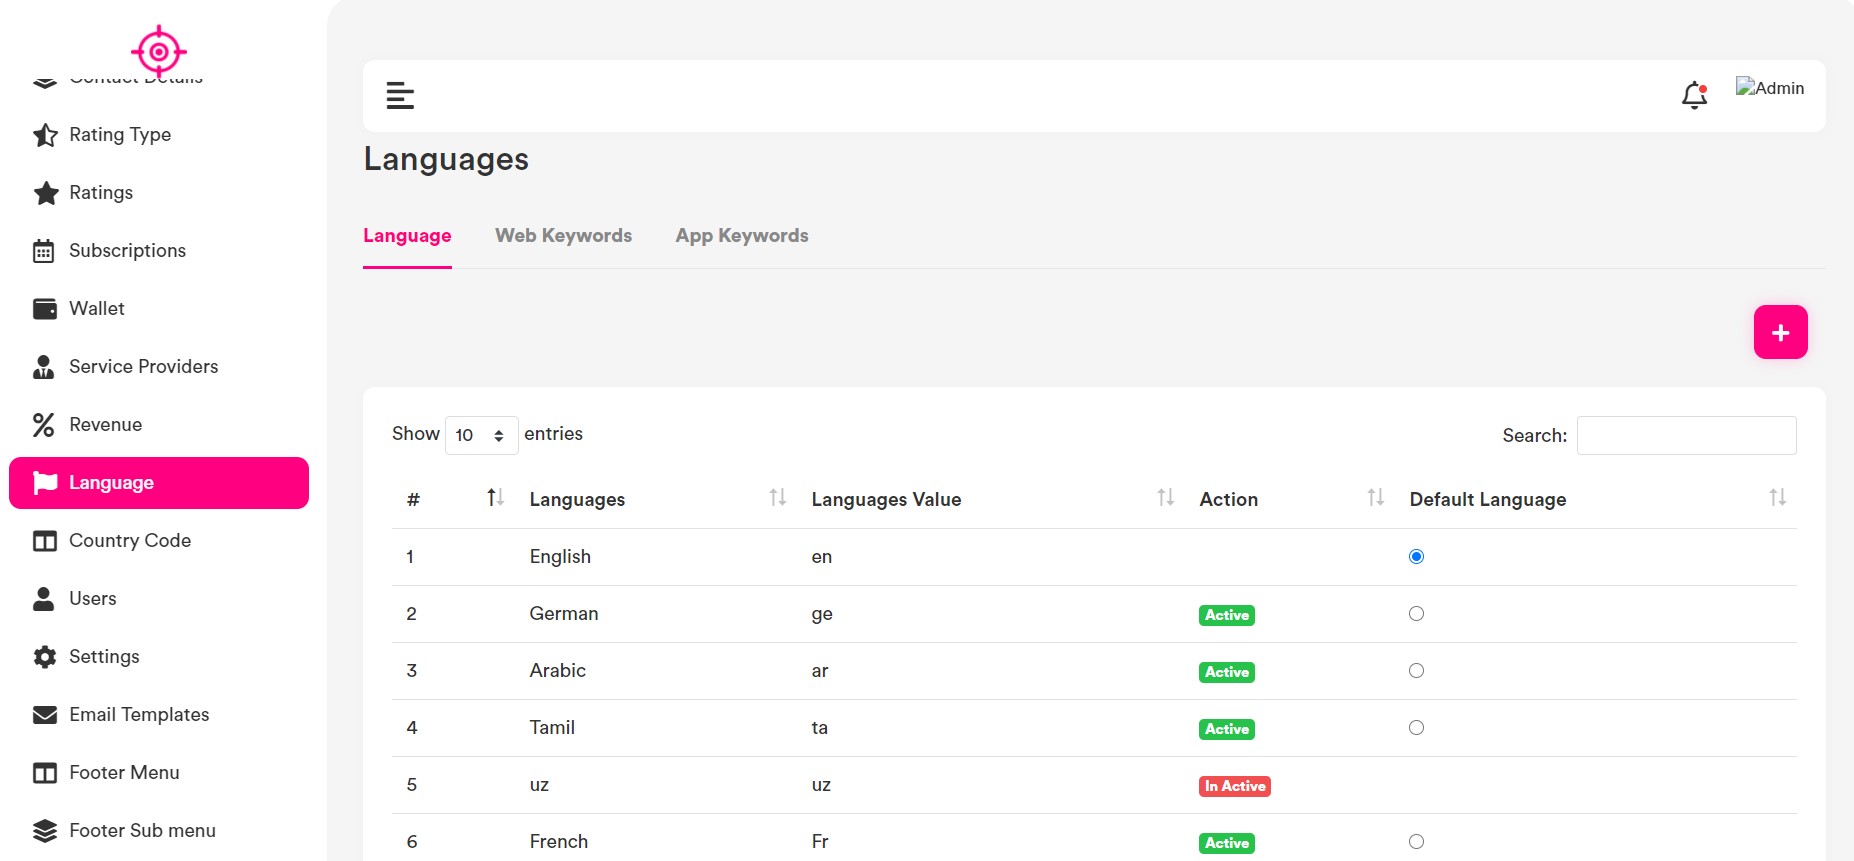 Contact Details
Rating Type
Ratings
Subscriptions
Wallet
Service Providers
Revenue
Language
Country Code
Users
Settings
Email Templates
Footer Menu
Footer Sub menu
Admin
Languages
Language Web Keywords App Keywords
+
Show 10 entries Search:
# Languages Languages Value Action Default Language
1 English en
2 German ge Active
3 Arabic ar Active
4 Tamil ta Active
5 uz uz In Active
6 French Fr Active